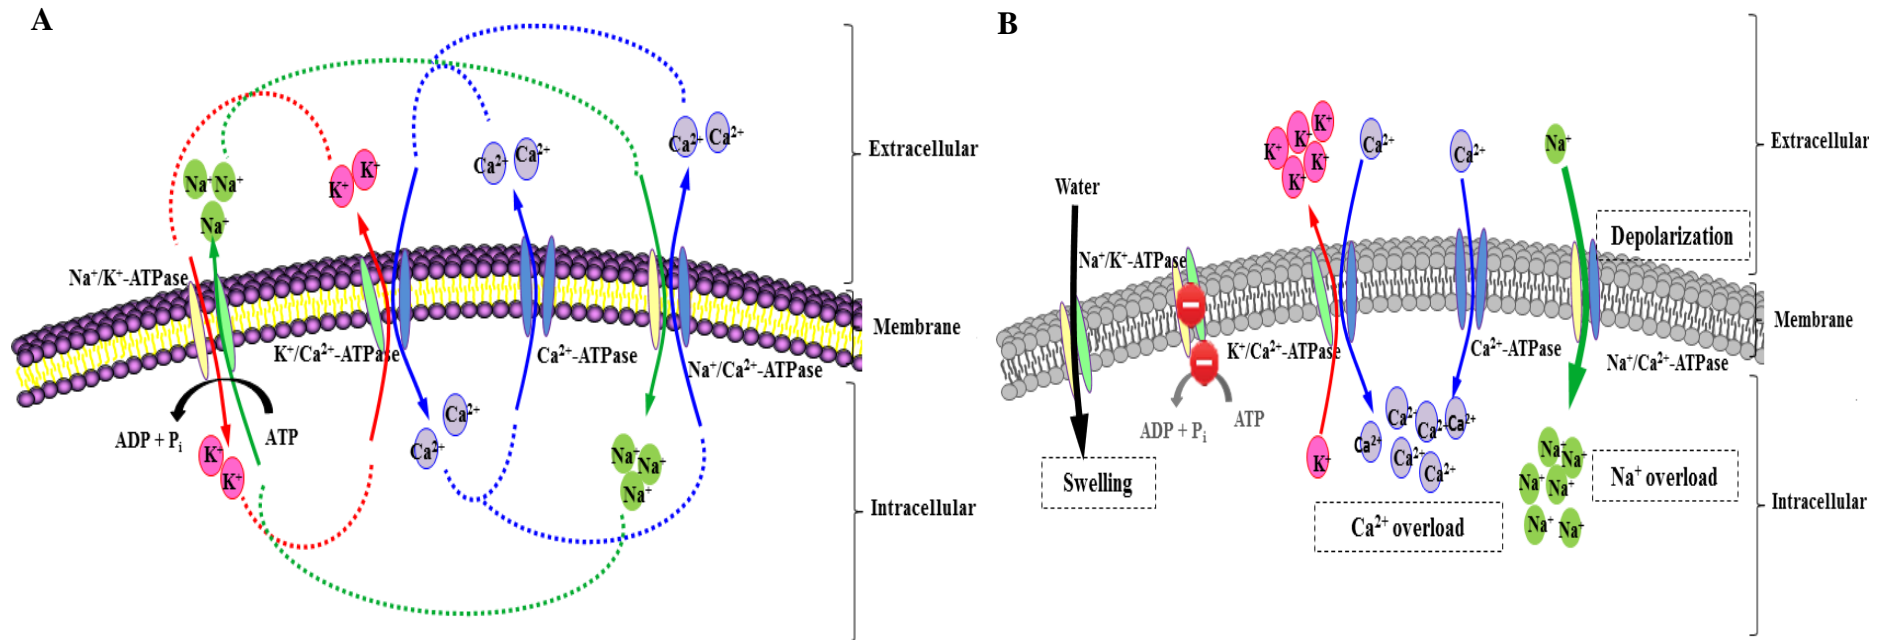 A
Ca²⁺ Ca²⁺
Ca²⁺ Ca²⁺
Extracellular
K⁺ K⁺
Na⁺ Na⁺
Na⁺
Na⁺/K⁺-ATPase
Membrane
K⁺/Ca²⁺-ATPase
Ca²⁺-ATPase
Na⁺/Ca²⁺-ATPase
Ca²⁺
Ca²⁺
ADP + Pᵢ
ATP
K⁺
K⁺
Na⁺ Na⁺
Na⁺
Intracellular
B
K⁺ K⁺ K⁺
K⁺ K⁺
Ca²⁺
Ca²⁺
Na⁺
Extracellular
Water
Depolarization
Na⁺/K⁺-ATPase
Membrane
K⁺/Ca²⁺-ATPase
Ca²⁺-ATPase
Na⁺/Ca²⁺-ATPase
ADP + Pᵢ
ATP
Ca²⁺ Ca²⁺ Ca²⁺
Ca²⁺ Ca²⁺ Ca²⁺
K⁺
Na⁺ Na⁺
Na⁺ Na⁺
Na⁺ Na⁺
Swelling
Na⁺ overload
Ca²⁺ overload
Intracellular